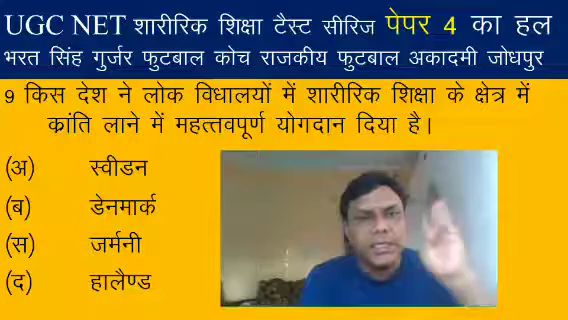 UGC NET शारीरिक शिक्षा टैस्ट सीरिज पेपर 4 का हल
भरत सिंह गुर्जर फुटबाल कोच राजकीय फुटबाल अकादमी जोधपुर
9 किस देश ने लोक विधालयों में शारीरिक शिक्षा के क्षेत्र में
क्रांति लाने में महत्तवपूर्ण योगदान दिया है।
(अ) स्वीडन
(ब) डेनमार्क
(स) जर्मनी
(द) हालैण्ड